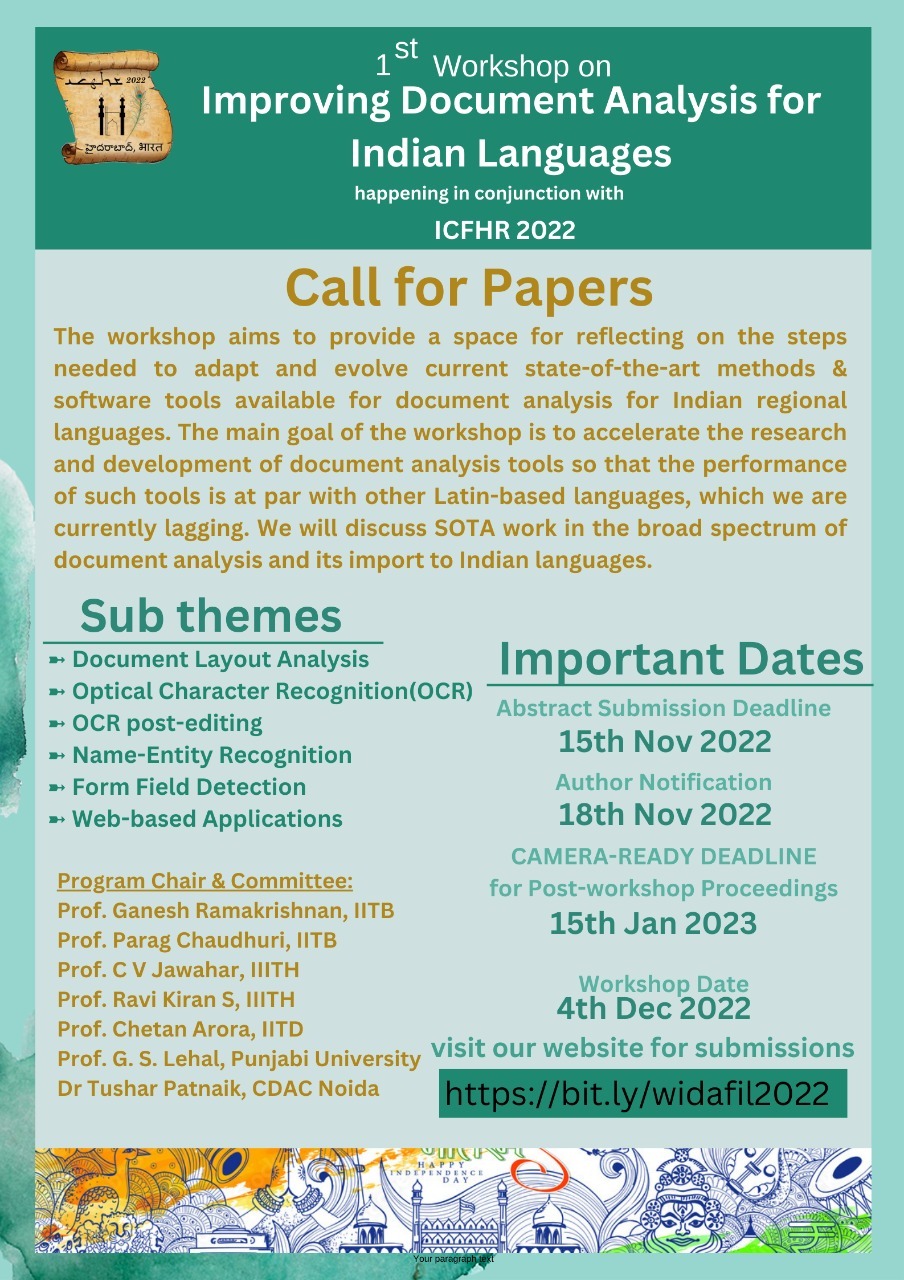 2022
हैदराबाद, भारत
1st Workshop on
Improving Document Analysis for
Indian Languages
happening in conjunction with
ICFHR 2022
Call for Papers
The workshop aims to provide a space for reflecting on the steps
needed to adapt and evolve current state-of-the-art methods &
software tools available for document analysis for Indian regional
languages. The main goal of the workshop is to accelerate the research
and development of document analysis tools so that the performance
of such tools is at par with other Latin-based languages, which we are
currently lagging. We will discuss SOTA work in the broad spectrum of
document analysis and its import to Indian languages.
Sub themes
➼ Document Layout Analysis
➼ Optical Character Recognition(OCR)
➼ OCR post-editing
➼ Name-Entity Recognition
➼ Form Field Detection
➼ Web-based Applications
Program Chair & Committee:
Prof. Ganesh Ramakrishnan, IITB
Prof. Parag Chaudhuri, IITB
Prof. C V Jawahar, IIITH
Prof. Ravi Kiran S, IIITH
Prof. Chetan Arora, IITD
Prof. G. S. Lehal, Punjabi University
Dr Tushar Patnaik, CDAC Noida
Important Dates
Abstract Submission Deadline
15th Nov 2022
Author Notification
18th Nov 2022
CAMERA-READY DEADLINE
for Post-workshop Proceedings
15th Jan 2023
Workshop Date
4th Dec 2022
visit our website for submissions
https://bit.ly/widafil2022
HAPPY
INDEPENDENCE
DAY
Your paragraph text